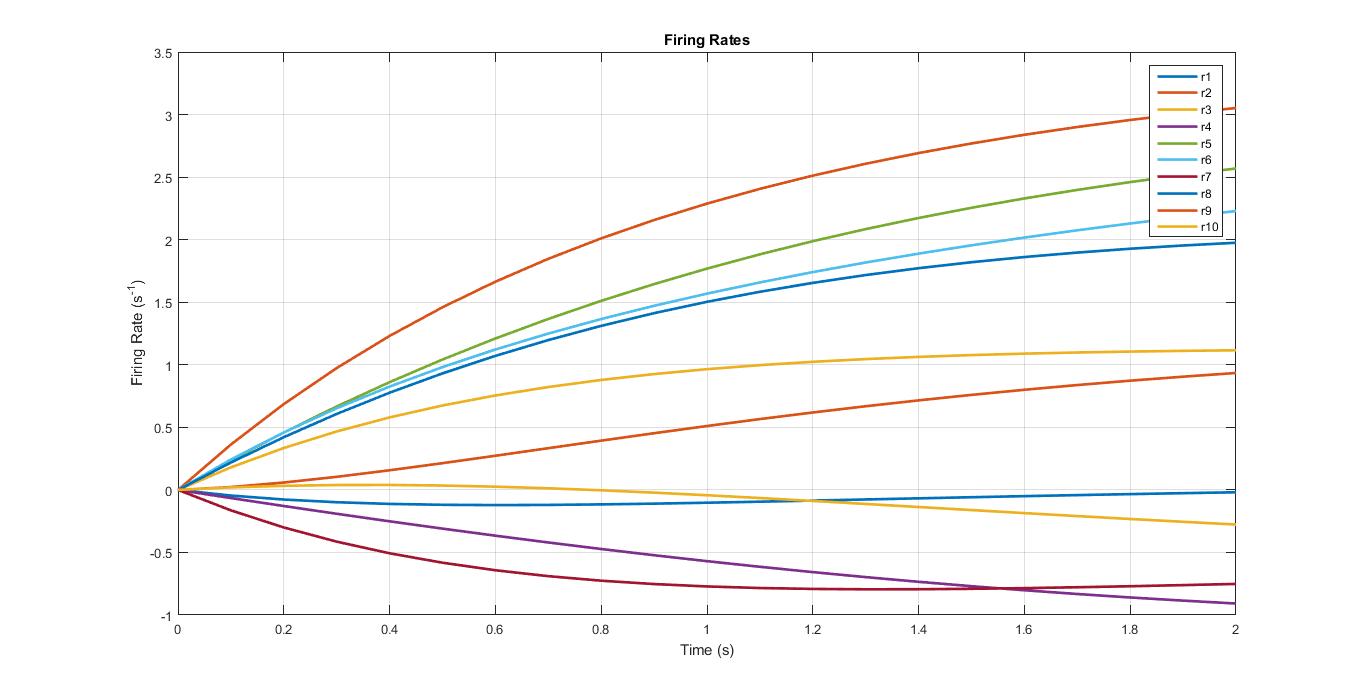 Firing Rates
3.5
3
2.5
2
1.5
1
0.5
0
-0.5
-1
Firing Rate (s⁻¹)
r1
r2
r3
r4
r5
r6
r7
r8
r9
r10
0 0.2 0.4 0.6 0.8 1 1.2 1.4 1.6 1.8 2
Time (s)